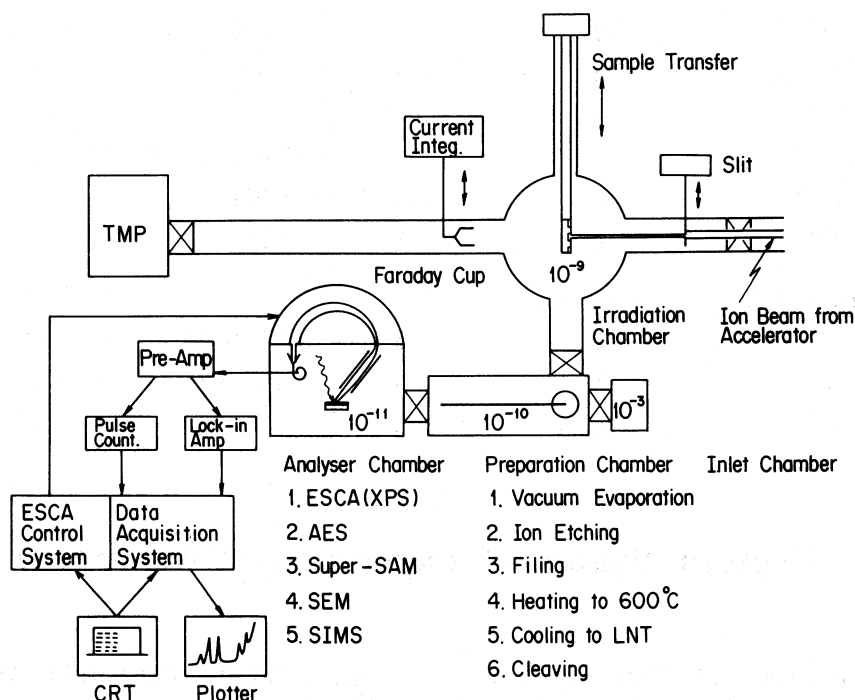 Sample Transfer
Current
Integ.
Slit
TMP
Faraday Cup
10⁻⁹
Irradiation
Chamber
Ion Beam from
Accelerator
Pre-Amp
Pulse
Count.
Lock-in
Amp
10⁻¹¹
10⁻¹⁰
10⁻³
Analyser Chamber
1. ESCA(XPS)
2. AES
3. Super-SAM
4. SEM
5. SIMS
Preparation Chamber
1. Vacuum Evaporation
2. Ion Etching
3. Filing
4. Heating to 600°C
5. Cooling to LNT
6. Cleaving
Inlet Chamber
ESCA
Control
System
Data
Acquisition
System
CRT
Plotter